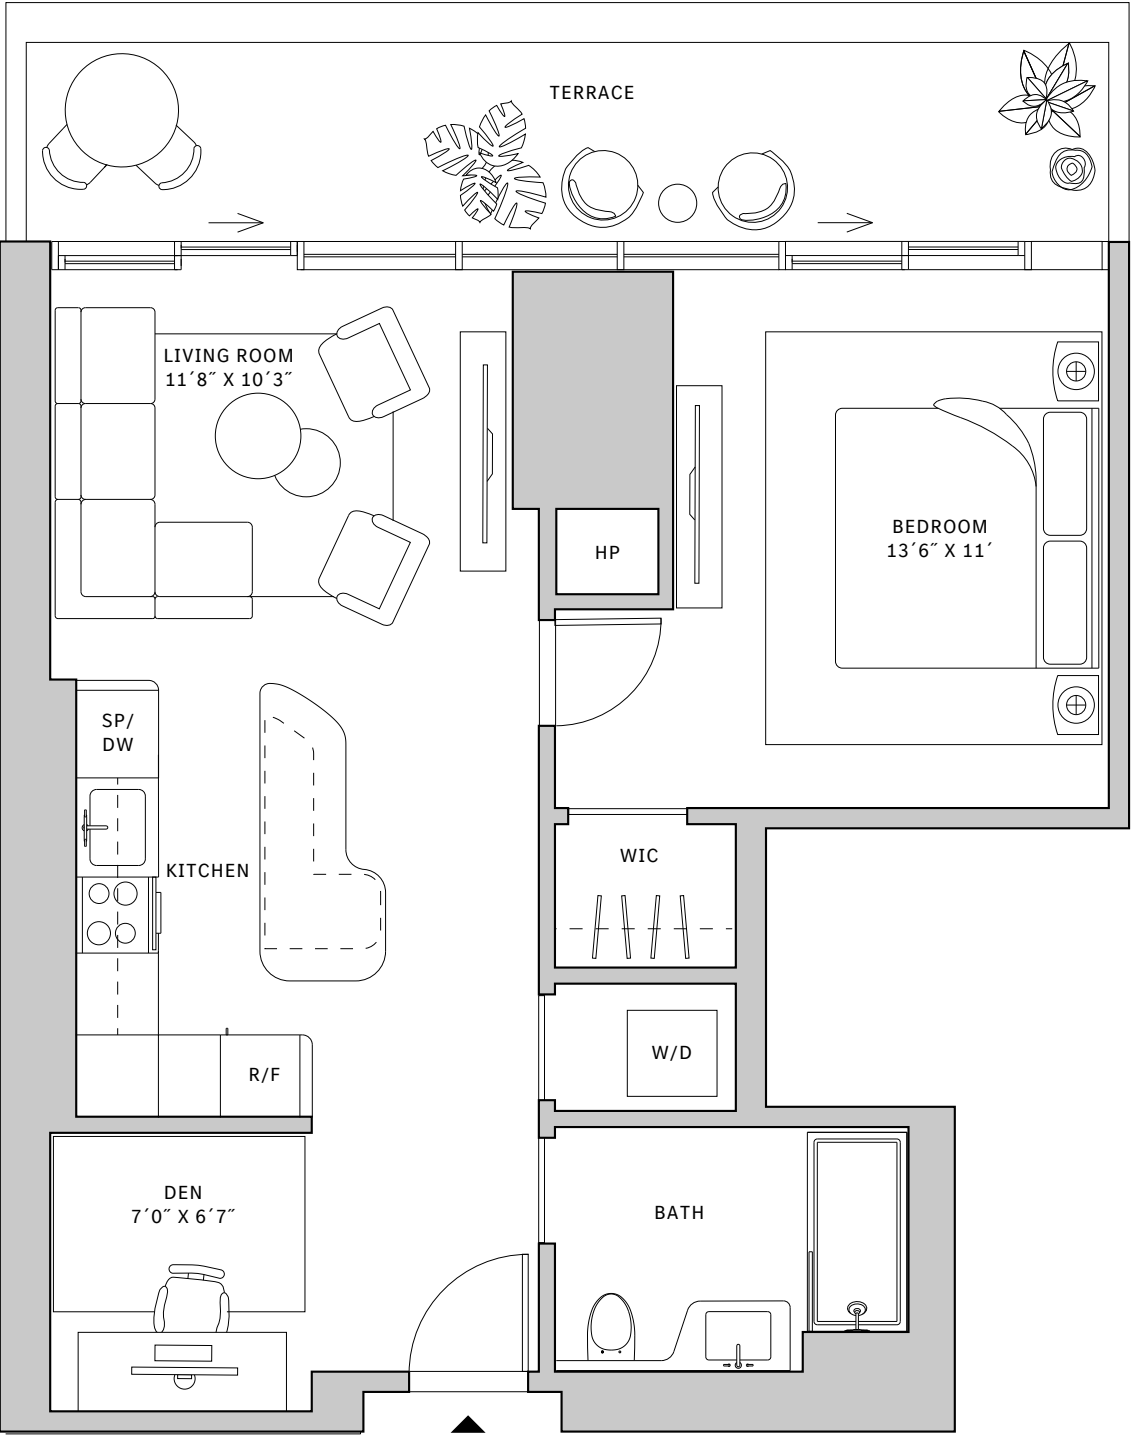 TERRACE
LIVING ROOM
11´8˝ X 10´3˝
HP
BEDROOM
13´6˝ X 11´
SP/
DW
KITCHEN
WIC
W/D
R/F
DEN
7´0˝ X 6´7˝
BATH